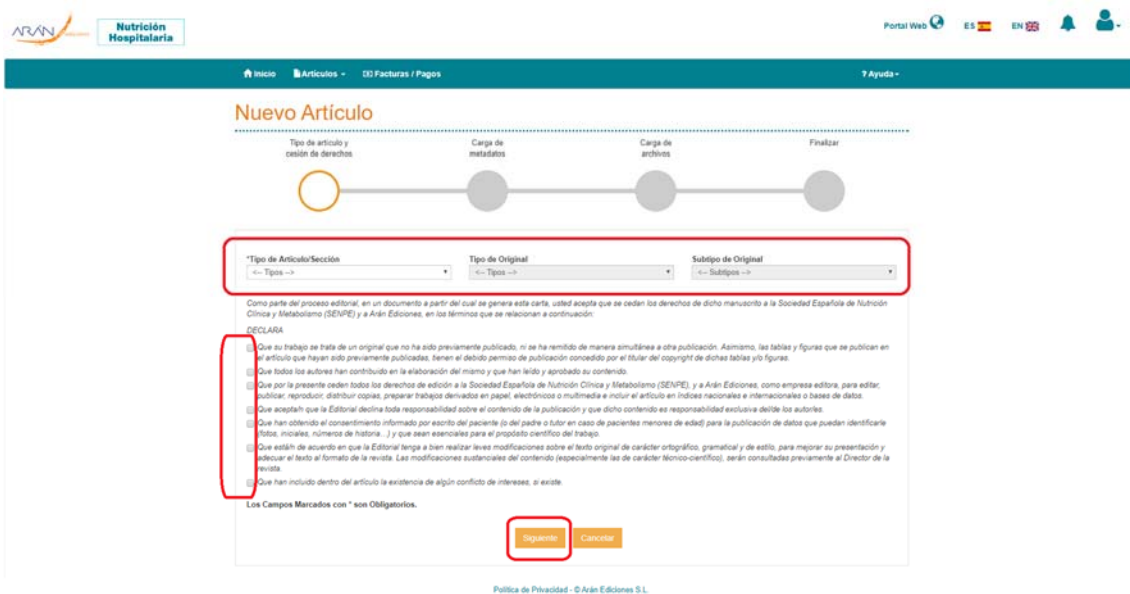 ARÁN
Nutrición
Hospitalaria
Portal Web
ES
EN
Inicio
Artículos
Facturas / Pagos
? Ayuda
Nuevo Artículo
Tipo de artículo y
cesión de derechos
Carga de
metadatos
Carga de
archivos
Finalizar
*Tipo de Artículo/Sección
Tipo de Original
Subtipo de Original
<-- Tipos -->
<-- Tipos -->
<-- Subtipos -->
Como parte del proceso editorial, en un documento a partir del cual se genera esta carta, usted acepta que se cedan los derechos de dicho manuscrito a la Sociedad Española de Nutrición
Clínica y Metabolismo (SENPE) y a Arán Ediciones, en los términos que se relacionan a continuación:
DECLARA
Que su trabajo se trata de un original que no ha sido previamente publicado, ni se ha remitido de manera simultánea a otra publicación. Asimismo, las tablas y figuras que se publican en
el artículo que hayan sido previamente publicadas, tienen el debido permiso de publicación concedido por el titular del copyright de dichas tablas y/o figuras.
Que todos los autores han contribuido en la elaboración del mismo y que han leído y aprobado su contenido.
Que por la presente ceden todos los derechos de edición a la Sociedad Española de Nutrición Clínica y Metabolismo (SENPE), y a Arán Ediciones, como empresa editora, para editar,
publicar, reproducir, distribuir copias, preparar trabajos derivados en papel, electrónicos o multimedia e incluir el artículo en índices nacionales e internacionales o bases de datos.
Que acepta/n que la Editorial declina toda responsabilidad sobre el contenido de la publicación y que dicho contenido es responsabilidad exclusiva del/de los autor/es.
Que han obtenido el consentimiento informado por escrito del paciente (o del padre o tutor en caso de pacientes menores de edad) para la publicación de datos que puedan identificarle
(fotos, iniciales, números de historia...) y que sean esenciales para el propósito científico del trabajo.
Que está/n de acuerdo en que la Editorial tenga a bien realizar leves modificaciones sobre el texto original de carácter ortográfico, gramatical y de estilo, para mejorar su presentación y
adecuar el texto al formato de la revista. Las modificaciones sustanciales del contenido (especialmente las de carácter técnico-científico), serán consultadas previamente al Director de la
revista.
Que han incluido dentro del artículo la existencia de algún conflicto de intereses, si existe.
Los Campos Marcados con * son Obligatorios.
Siguiente
Cancelar
Política de Privacidad - © Arán Ediciones S.L.